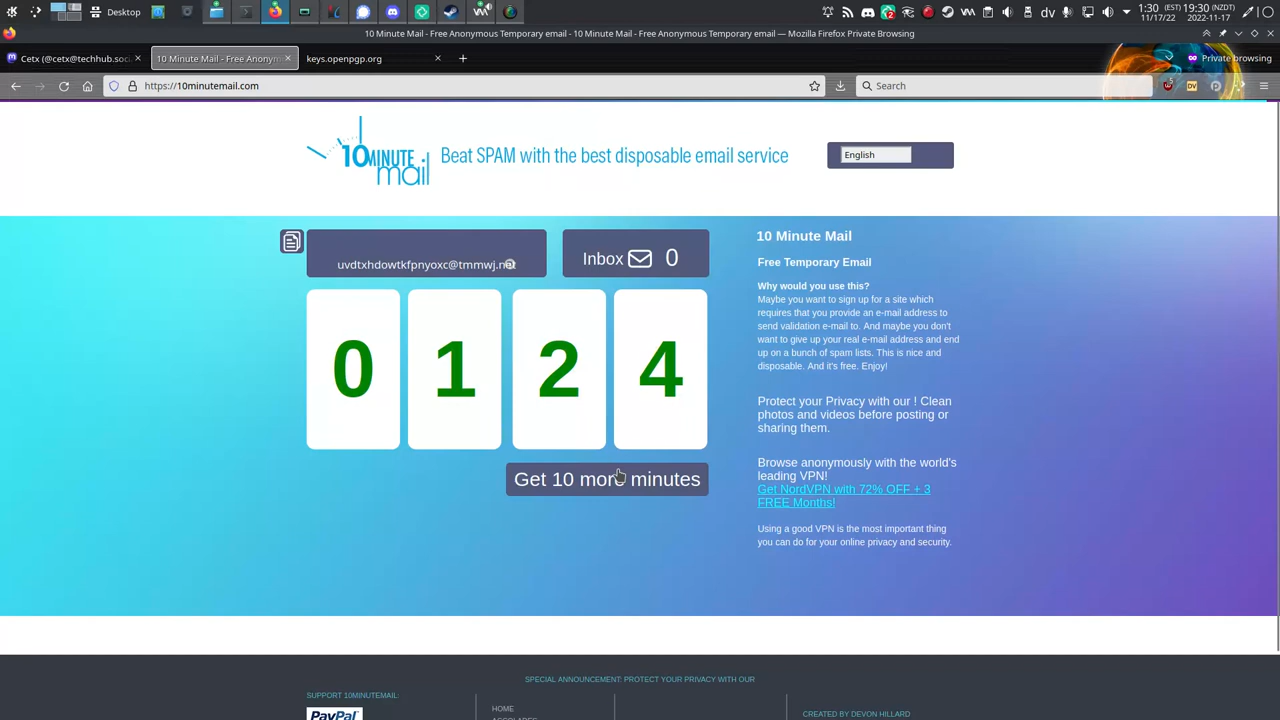 Desktop
dv
1:30 (EST) 19:30 (NZDT)
11/17/22 2022-11-17
10 Minute Mail - Free Anonymous Temporary email - 10 Minute Mail - Free Anonymous Temporary email — Mozilla Firefox Private Browsing
Cetx (@cetx@techhub.soci
10 Minute Mail - Free Anonym
keys.openpgp.org
Private browsing
https://10minutemail.com
Search
10MINUTE
mail
Beat SPAM with the best disposable email service
English
uvdtxhdowtkfpnyoxc@tmmwj.net
Inbox 0
0 1 2 4
Get 10 more minutes
10 Minute Mail
Free Temporary Email
Why would you use this?
Maybe you want to sign up for a site which
requires that you provide an e-mail address to
send validation e-mail to. And maybe you don't
want to give up your real e-mail address and end
up on a bunch of spam lists. This is nice and
disposable. And it's free. Enjoy!
Protect your Privacy with our ! Clean
photos and videos before posting or
sharing them.
Browse anonymously with the world's
leading VPN!
Get NordVPN with 72% OFF + 3
FREE Months!
Using a good VPN is the most important thing
you can do for your online privacy and security.
SPECIAL ANNOUNCEMENT: PROTECT YOUR PRIVACY WITH OUR
SUPPORT 10MINUTEMAIL:
PayPal
HOME
ACCOLADES
CREATED BY DEVON HILLARD